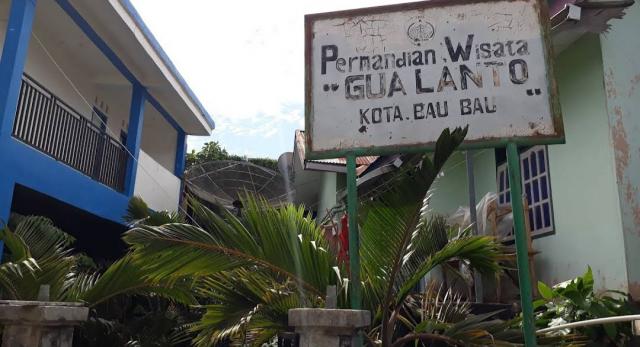 Permandian Wisata
"GUA LANTO"
KOTA. BAU BAU